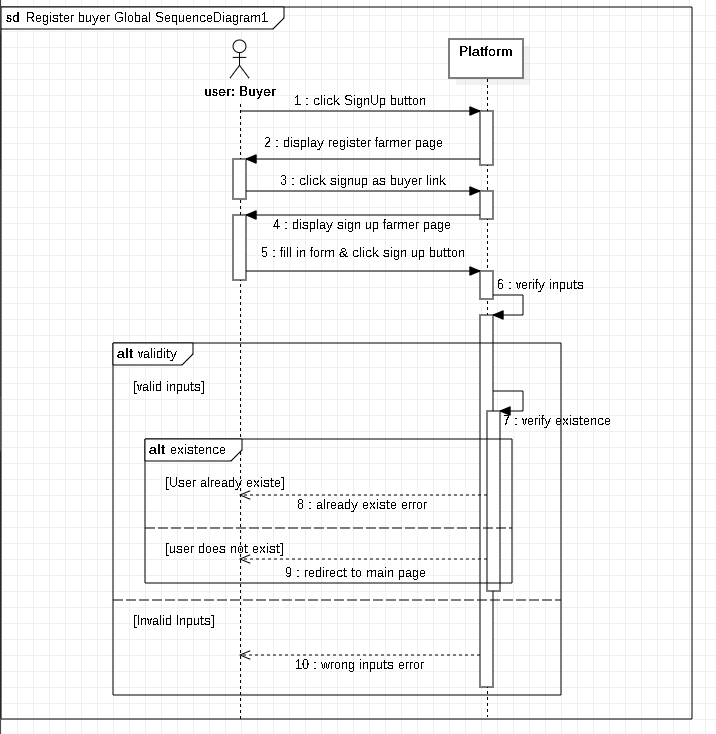 sd Register buyer Global SequenceDiagram1
Platform
user: Buyer
1 : click SignUp button
2 : display register farmer page
3 : click signup as buyer link
4 : display sign up farmer page
5 : fill in form & click sign up button
6 : verify inputs
alt validity
[valid inputs]
7 : verify existence
alt existence
[User already existe]
8 : already existe error
[user does not exist]
9 : redirect to main page
[Invalid Inputs]
10 : wrong inputs error